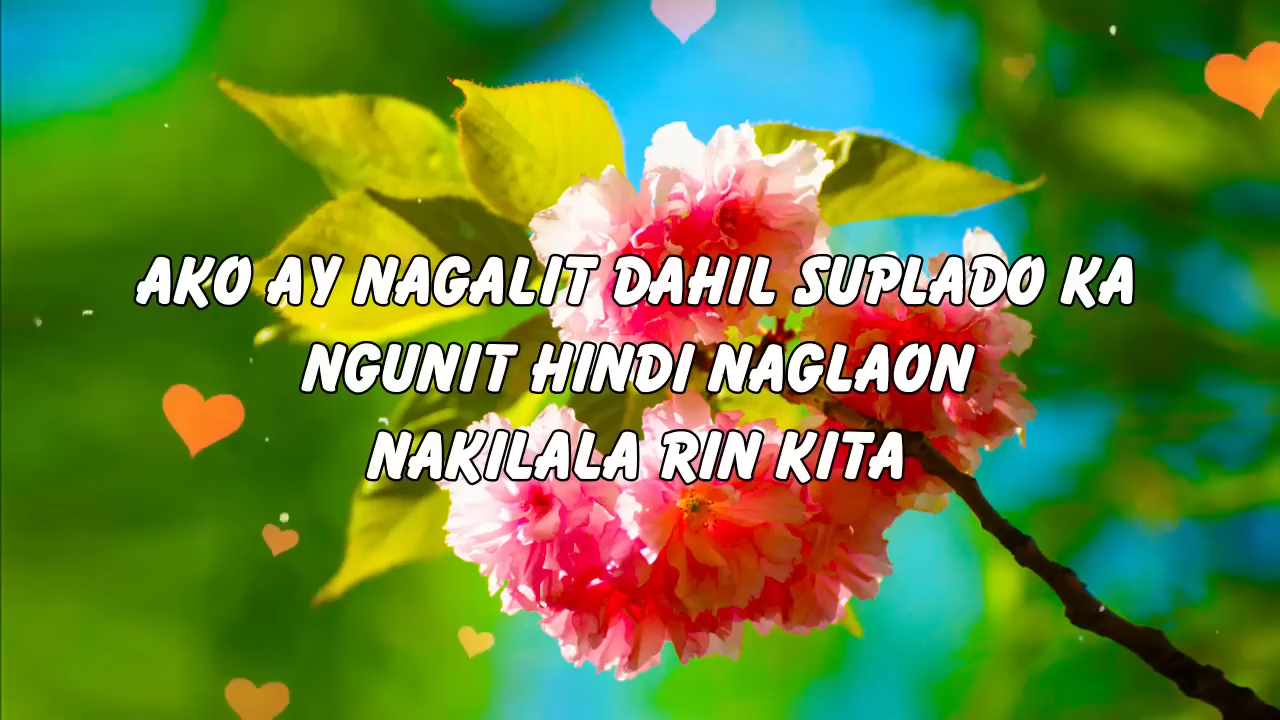 AKO AY NAGALIT DAHIL SUPLADO KA
NGUNIT HINDI NAGLAON
NAKILALA RIN KITA